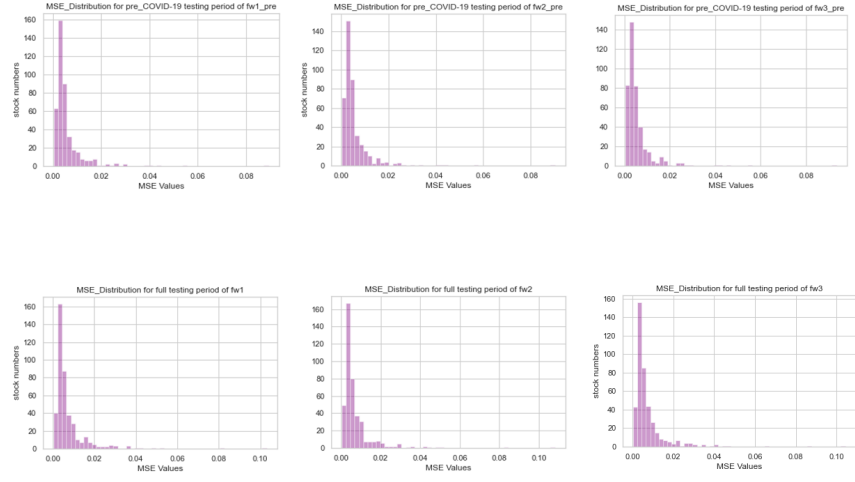 MSE_Distribution for pre_COVID-19 testing period of fw1_pre
160
140
120
100
80
60
40
20
0
stock numbers
0.00 0.02 0.04 0.06 0.08
MSE Values
MSE_Distribution for pre_COVID-19 testing period of fw2_pre
140
120
100
80
60
40
20
0
stock numbers
0.00 0.02 0.04 0.06 0.08
MSE Values
MSE_Distribution for pre_COVID-19 testing period of fw3_pre
140
120
100
80
60
40
20
0
stock numbers
0.00 0.02 0.04 0.06 0.08
MSE Values
MSE_Distribution for full testing period of fw1
160
140
120
100
80
60
40
20
0
stock numbers
0.00 0.02 0.04 0.06 0.08 0.10
MSE Values
MSE_Distribution for full testing period of fw2
160
140
120
100
80
60
40
20
0
stock numbers
0.00 0.02 0.04 0.06 0.08 0.10
MSE Values
MSE_Distribution for full testing period of fw3
160
140
120
100
80
60
40
20
0
stock numbers
0.00 0.02 0.04 0.06 0.08 0.10
MSE Values